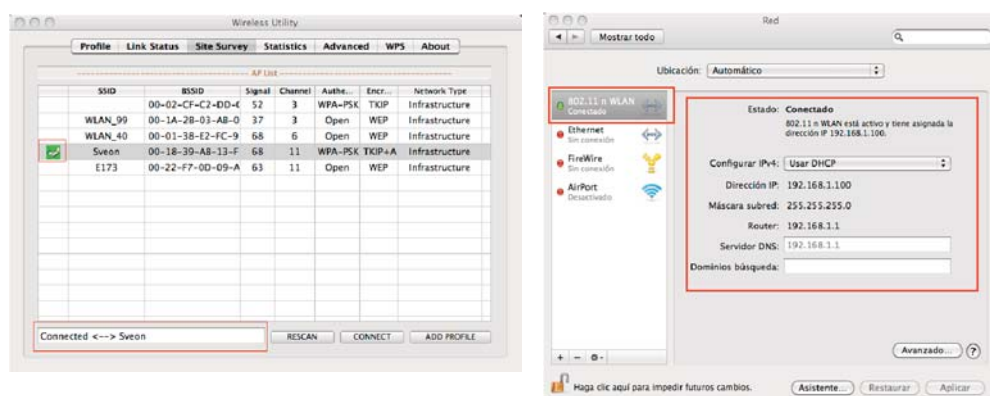 Wireless Utility
Profile Link Status Site Survey Statistics Advanced WPS About
AP List
SSID BSSID Signal Channel Authe... Encr... Network Type
00-02-CF-C2-DD-( 52 3 WPA-PSK TKIP Infrastructure
WLAN_99 00-1A-2B-03-AB-0 37 3 Open WEP Infrastructure
WLAN_40 00-01-38-E2-FC-9 68 6 Open WEP Infrastructure
Sveon 00-18-39-A8-13-F 68 11 WPA-PSK TKIP+A Infrastructure
E173 00-22-F7-0D-09-A 63 11 Open WEP Infrastructure
Connected <--> Sveon
RESCAN CONNECT ADD PROFILE
Red
Mostrar todo
Ubicación: Automático
802.11 n WLAN
Conectado
Ethernet
Sin conexión
FireWire
Sin conexión
AirPort
Desactivado
Estado: Conectado
802.11 n WLAN está activo y tiene asignada la
dirección IP 192.168.1.100.
Configurar IPv4: Usar DHCP
Dirección IP: 192.168.1.100
Máscara subred: 255.255.255.0
Router: 192.168.1.1
Servidor DNS: 192.168.1.1
Dominios búsqueda:
Avanzado... ?
Haga clic aquí para impedir futuros cambios.
Asistente... Restaurar Aplicar